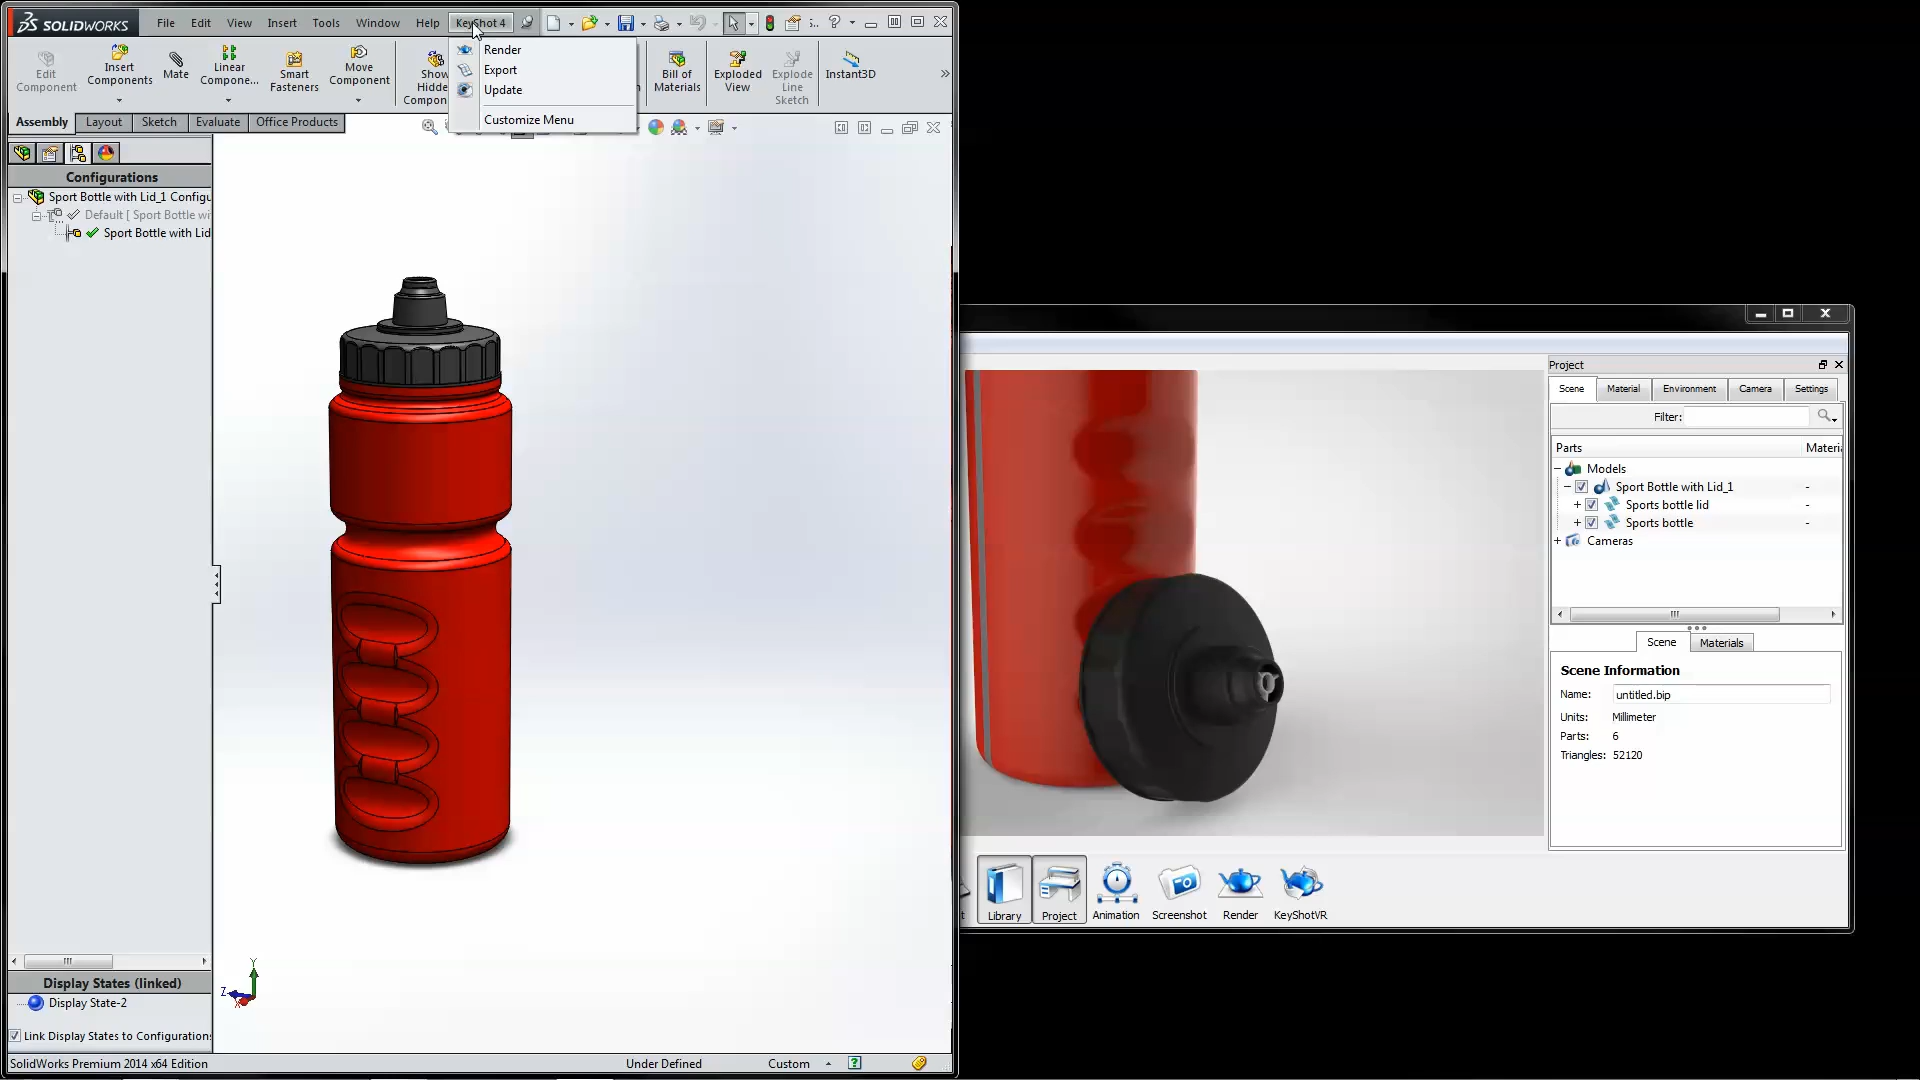 SOLIDWORKS File Edit View Insert Tools Window Help KeyShot 4
Render
Export
Update
Customize Menu
Edit Component
Insert Components
Mate
Linear Compone...
Smart Fasteners
Move Component
Show Hidde Compon
Bill of Materials
Exploded View
Explode Line Sketch
Instant3D
Assembly Layout Sketch Evaluate Office Products
Configurations
Sport Bottle with Lid_1 Configu
Default [ Sport Bottle wi
Sport Bottle with Lid
Y
Z
Display States (linked)
Display State-2
Link Display States to Configurations
SolidWorks Premium 2014 x64 Edition Under Defined Custom
Project
Scene Material Environment Camera Settings
Filter:
Parts Materi
Models
Sport Bottle with Lid_1 -
Sports bottle lid -
Sports bottle -
Cameras
Scene Materials
Scene Information
Name: untitled.bip
Units: Millimeter
Parts: 6
Triangles: 52120
t Library Project Animation Screenshot Render KeyShotVR